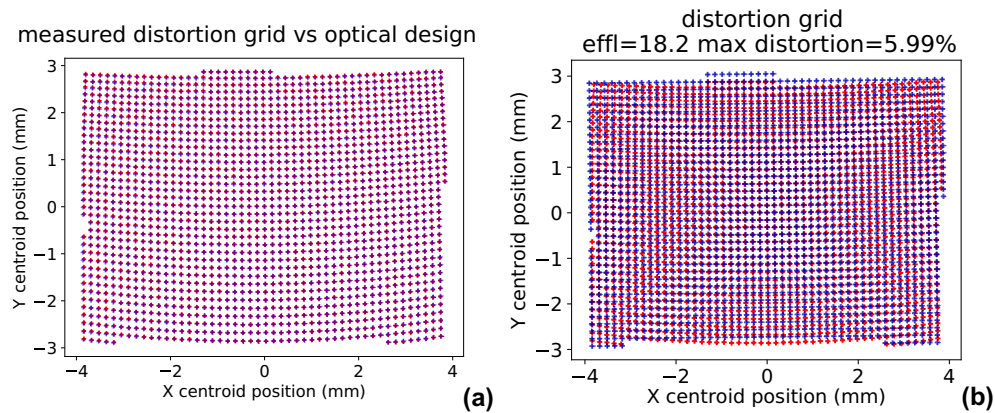 measured distortion grid vs optical design
3
2
1
0
−1
−2
−3
Y centroid position (mm)
−4
−2
0
2
4
X centroid position (mm)
(a)
distortion grid
effl=18.2 max distortion=5.99%
3
2
1
0
−1
−2
−3
Y centroid position (mm)
−4
−2
0
2
4
X centroid position (mm)
(b)